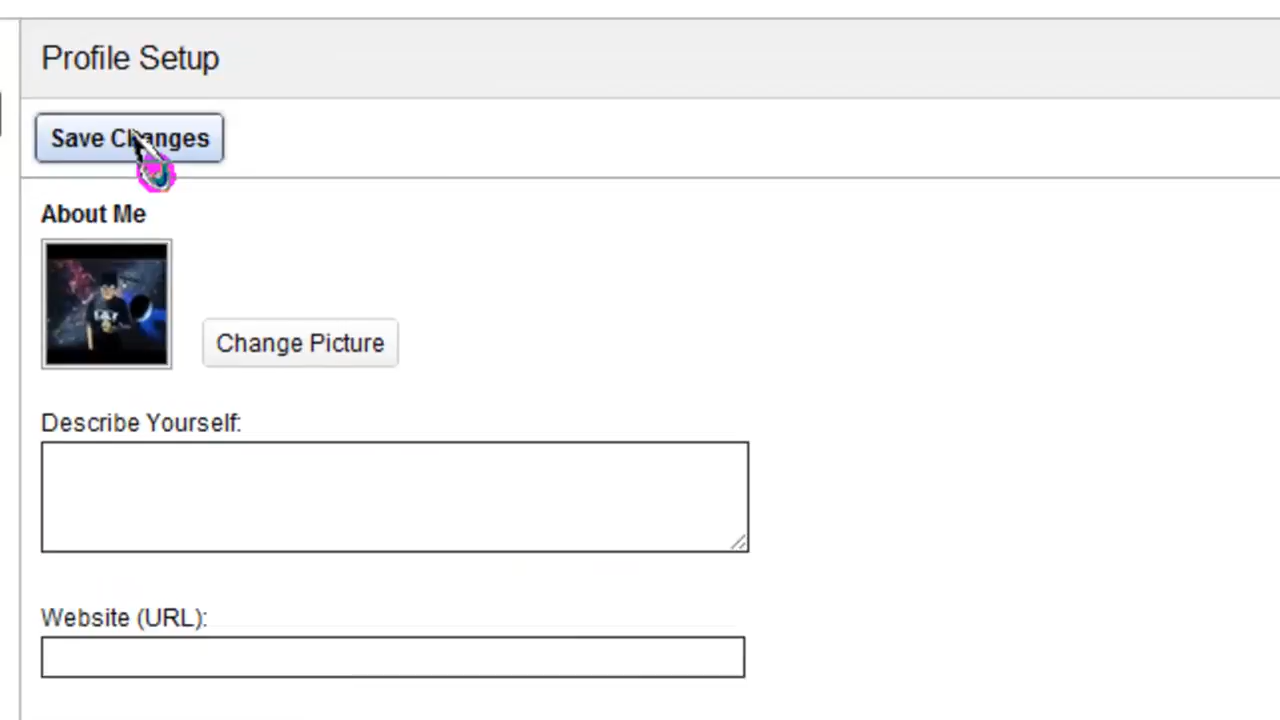 Profile Setup
Save Changes
About Me
Change Picture
Describe Yourself:
Website (URL):